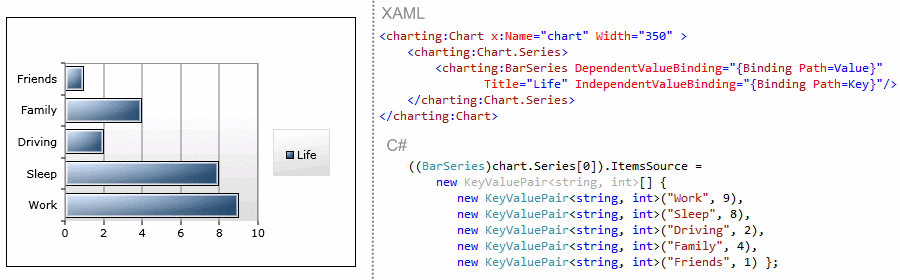 Friends
Family
Driving
Sleep
Work
0 2 4 6 8 10
Life
XAML
<charting:Chart x:Name="chart" Width="350" >
<charting:Chart.Series>
<charting:BarSeries DependentValueBinding="{Binding Path=Value}"
Title="Life" IndependentValueBinding="{Binding Path=Key}"/>
</charting:Chart.Series>
</charting:Chart>
C#
((BarSeries)chart.Series[0]).ItemsSource =
new KeyValuePair<string, int>[] {
new KeyValuePair<string, int>("Work", 9),
new KeyValuePair<string, int>("Sleep", 8),
new KeyValuePair<string, int>("Driving", 2),
new KeyValuePair<string, int>("Family", 4),
new KeyValuePair<string, int>("Friends", 1) };